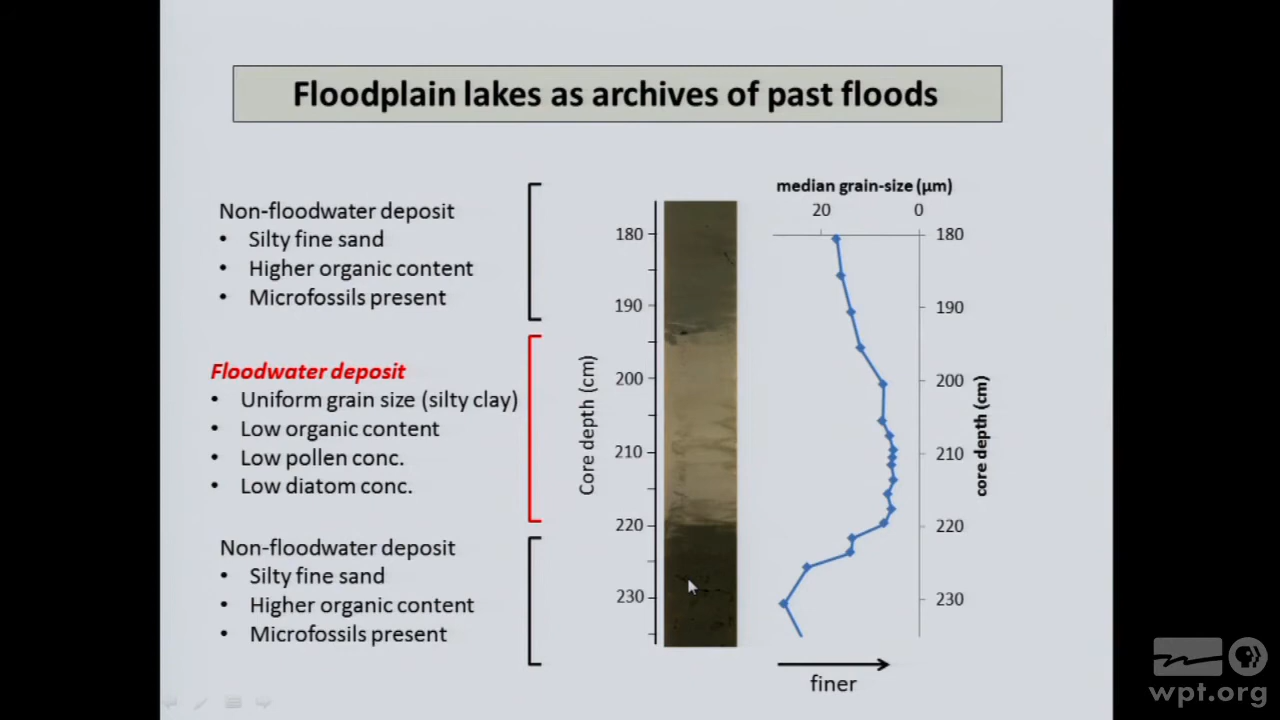 Floodplain lakes as archives of past floods
Non-floodwater deposit
• Silty fine sand
• Higher organic content
• Microfossils present
Floodwater deposit
• Uniform grain size (silty clay)
• Low organic content
• Low pollen conc.
• Low diatom conc.
Non-floodwater deposit
• Silty fine sand
• Higher organic content
• Microfossils present
Core depth (cm)
180
190
200
210
220
230
median grain-size (µm)
20 0
180
190
200
210
220
230
core depth (cm)
finer
wpt.org